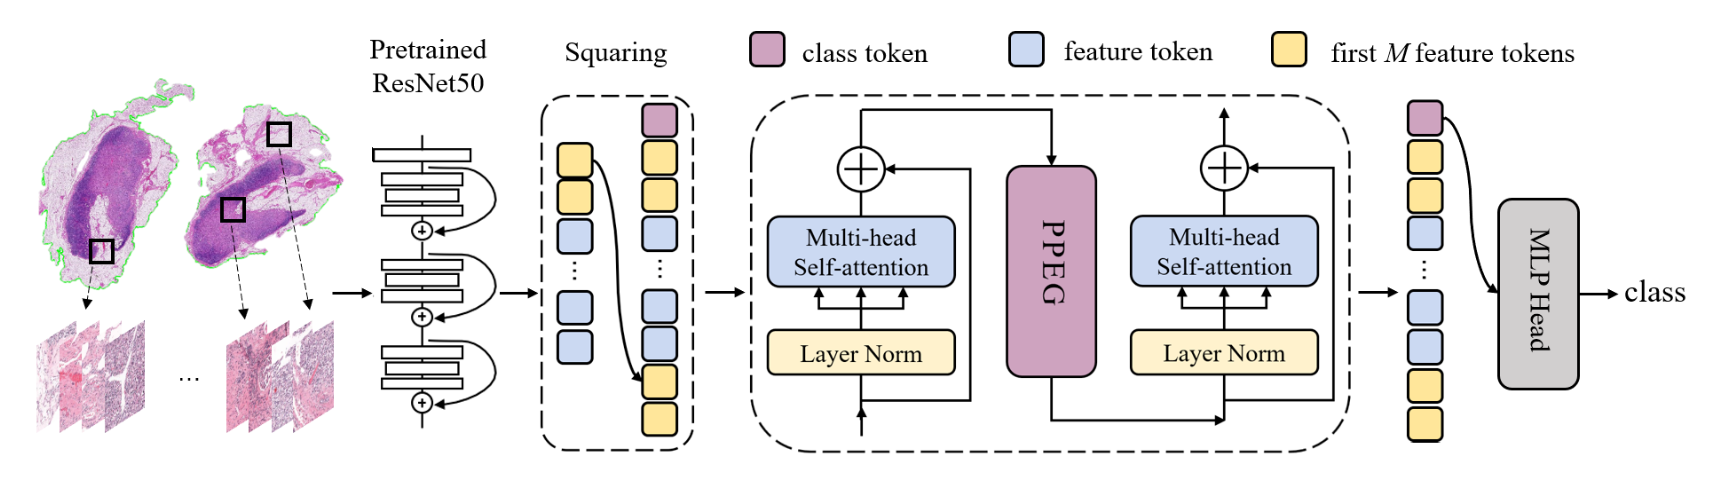 Pretrained
ResNet50
Squaring
class token
feature token
first M feature tokens
Multi-head
Self-attention
Layer Norm
PPEG
Multi-head
Self-attention
Layer Norm
MLP Head
class